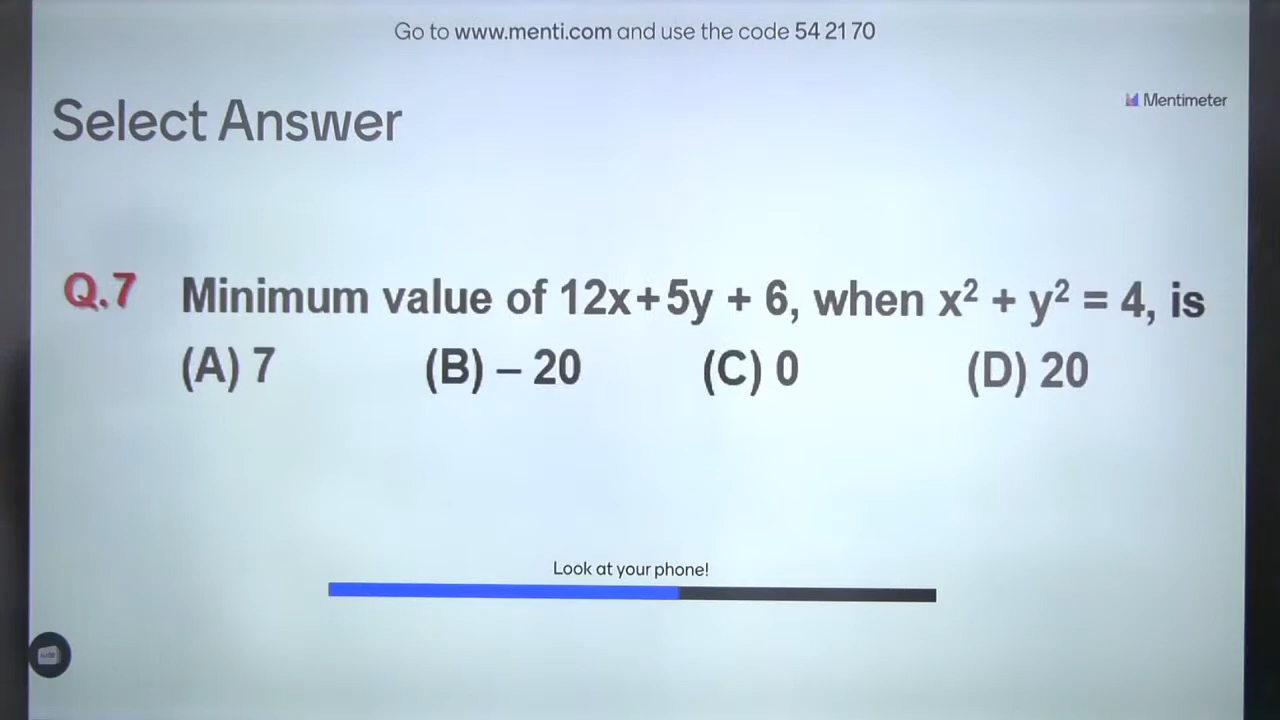 Go to www.menti.com and use the code 54 21 70
Mentimeter
Select Answer
Q.7 Minimum value of 12x+5y + 6, when x² + y² = 4, is
(A) 7 (B) – 20 (C) 0 (D) 20
Look at your phone!